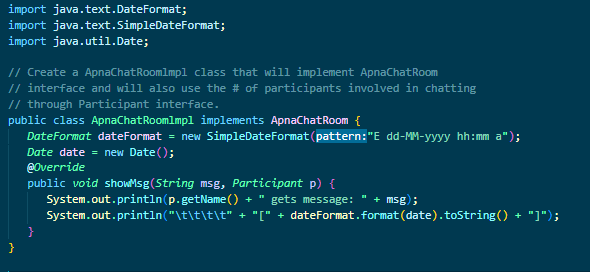 import java.text.DateFormat;
import java.text.SimpleDateFormat;
import java.util.Date;
// Create a ApnaChatRoomlmpl class that will implement ApnaChatRoom
// interface and will also use the # of participants involved in chatting
// through Participant interface.
public class ApnaChatRoomlmpl implements ApnaChatRoom {
DateFormat dateFormat = new SimpleDateFormat(pattern:"E dd-MM-yyyy hh:mm a");
Date date = new Date();
@Override
public void showMsg(String msg, Participant p) {
System.out.println(p.getName() + " gets message: " + msg);
System.out.println("\t\t\t\t" + "[" + dateFormat.format(date).toString() + "]");
}
}